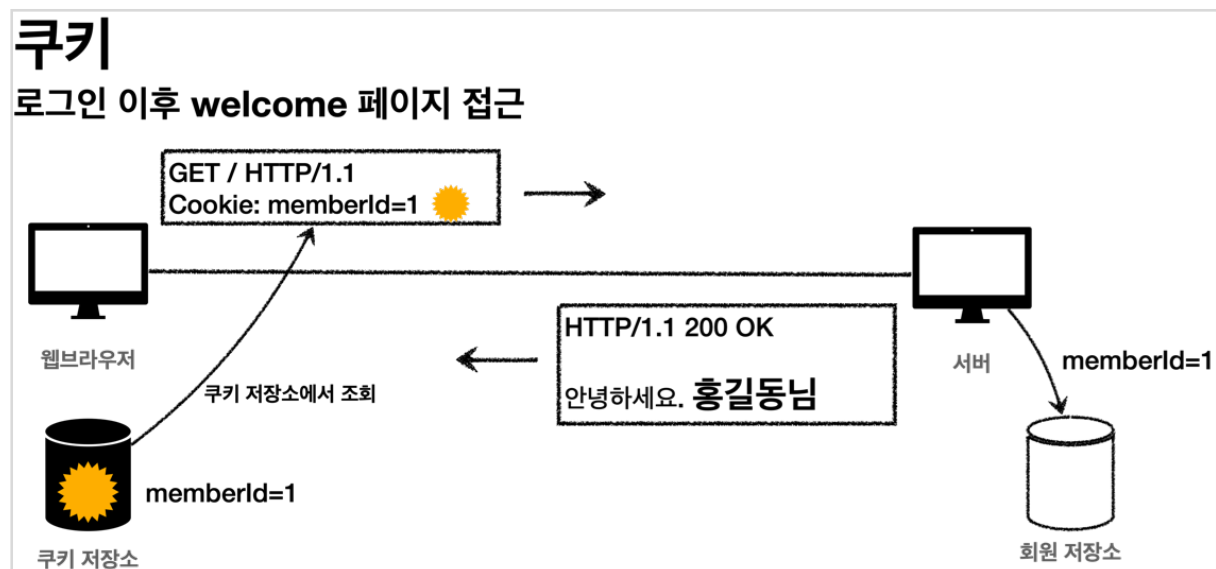 쿠키
로그인 이후 welcome 페이지 접근
GET / HTTP/1.1
Cookie: memberId=1
HTTP/1.1 200 OK
안녕하세요. 홍길동님
웹브라우저
서버
memberId=1
쿠키 저장소에서 조회
memberId=1
쿠키 저장소
회원 저장소